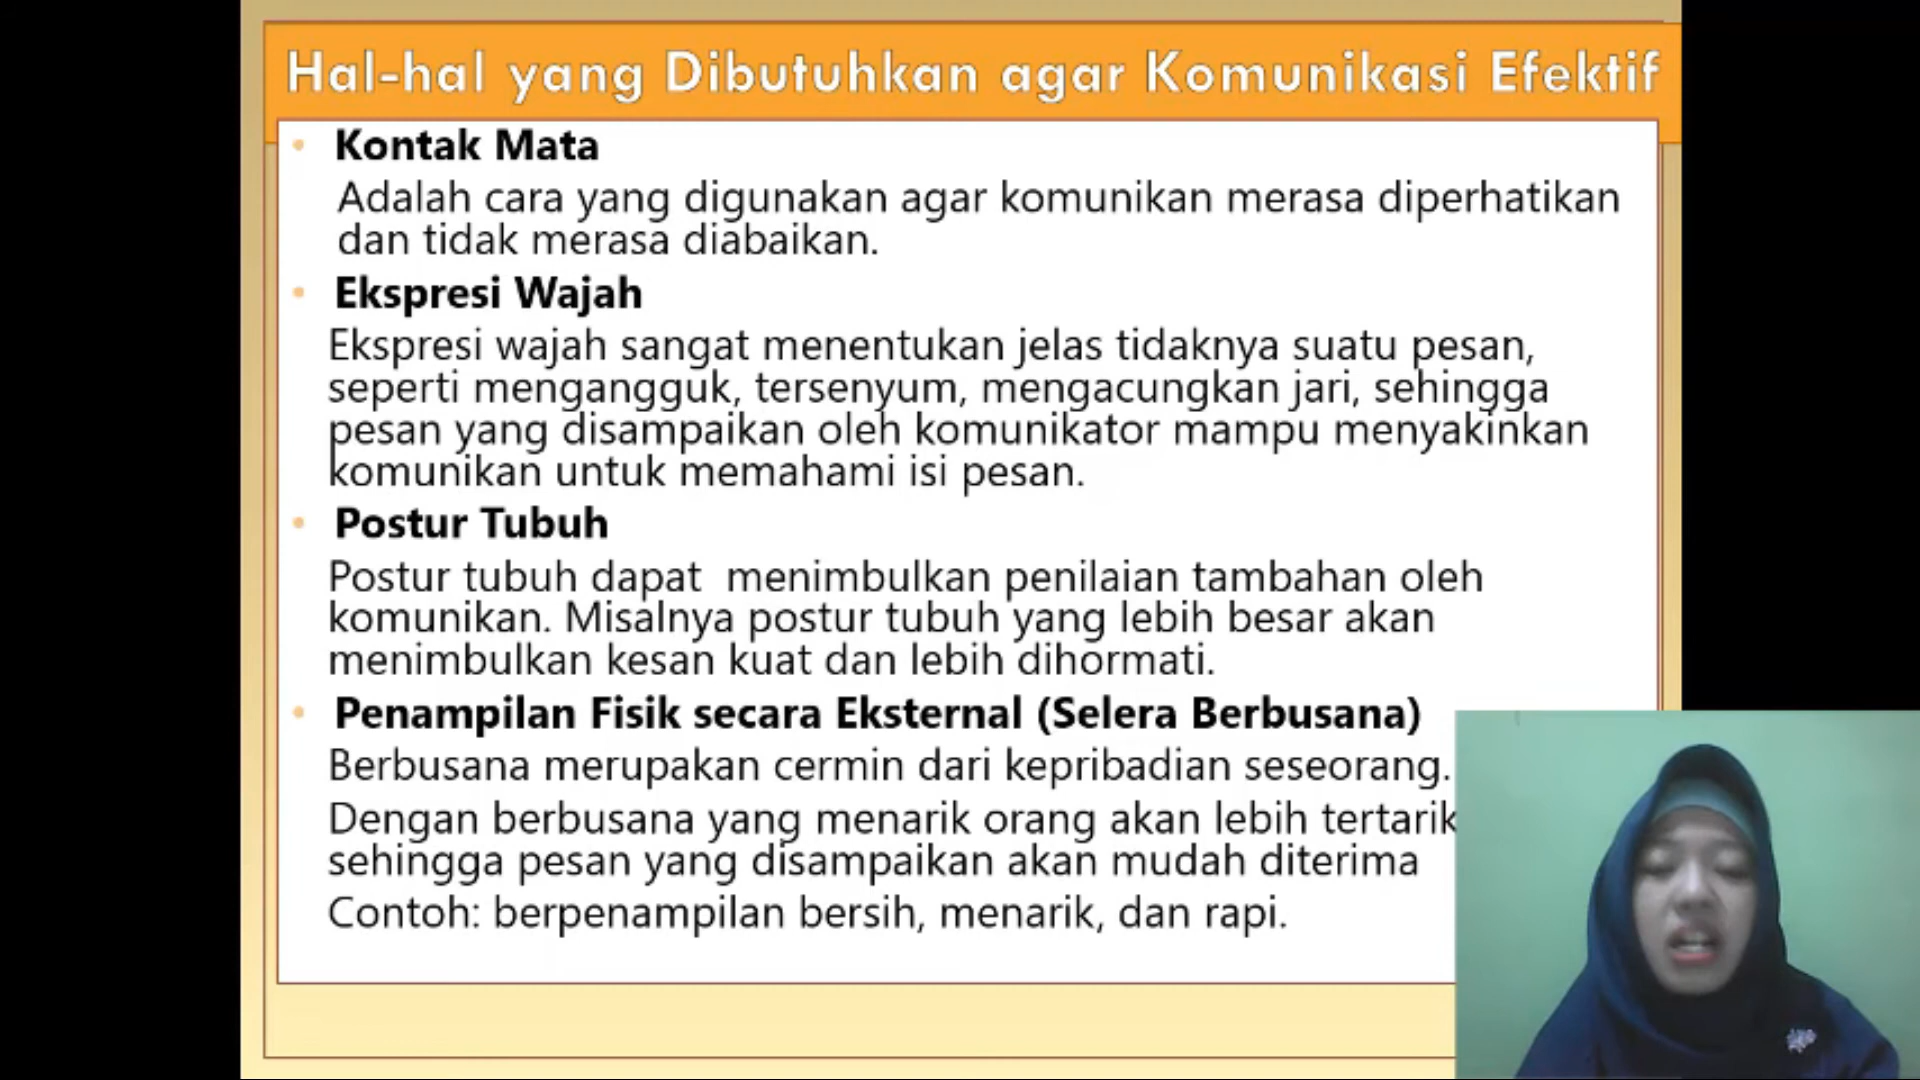 Hal-hal yang Dibutuhkan agar Komunikasi Efektif
• Kontak Mata
Adalah cara yang digunakan agar komunikan merasa diperhatikan
dan tidak merasa diabaikan.
• Ekspresi Wajah
Ekspresi wajah sangat menentukan jelas tidaknya suatu pesan,
seperti mengangguk, tersenyum, mengacungkan jari, sehingga
pesan yang disampaikan oleh komunikator mampu menyakinkan
komunikan untuk memahami isi pesan.
• Postur Tubuh
Postur tubuh dapat  menimbulkan penilaian tambahan oleh
komunikan. Misalnya postur tubuh yang lebih besar akan
menimbulkan kesan kuat dan lebih dihormati.
• Penampilan Fisik secara Eksternal (Selera Berbusana)
Berbusana merupakan cermin dari kepribadian seseorang.
Dengan berbusana yang menarik orang akan lebih tertarik
sehingga pesan yang disampaikan akan mudah diterima
Contoh: berpenampilan bersih, menarik, dan rapi.